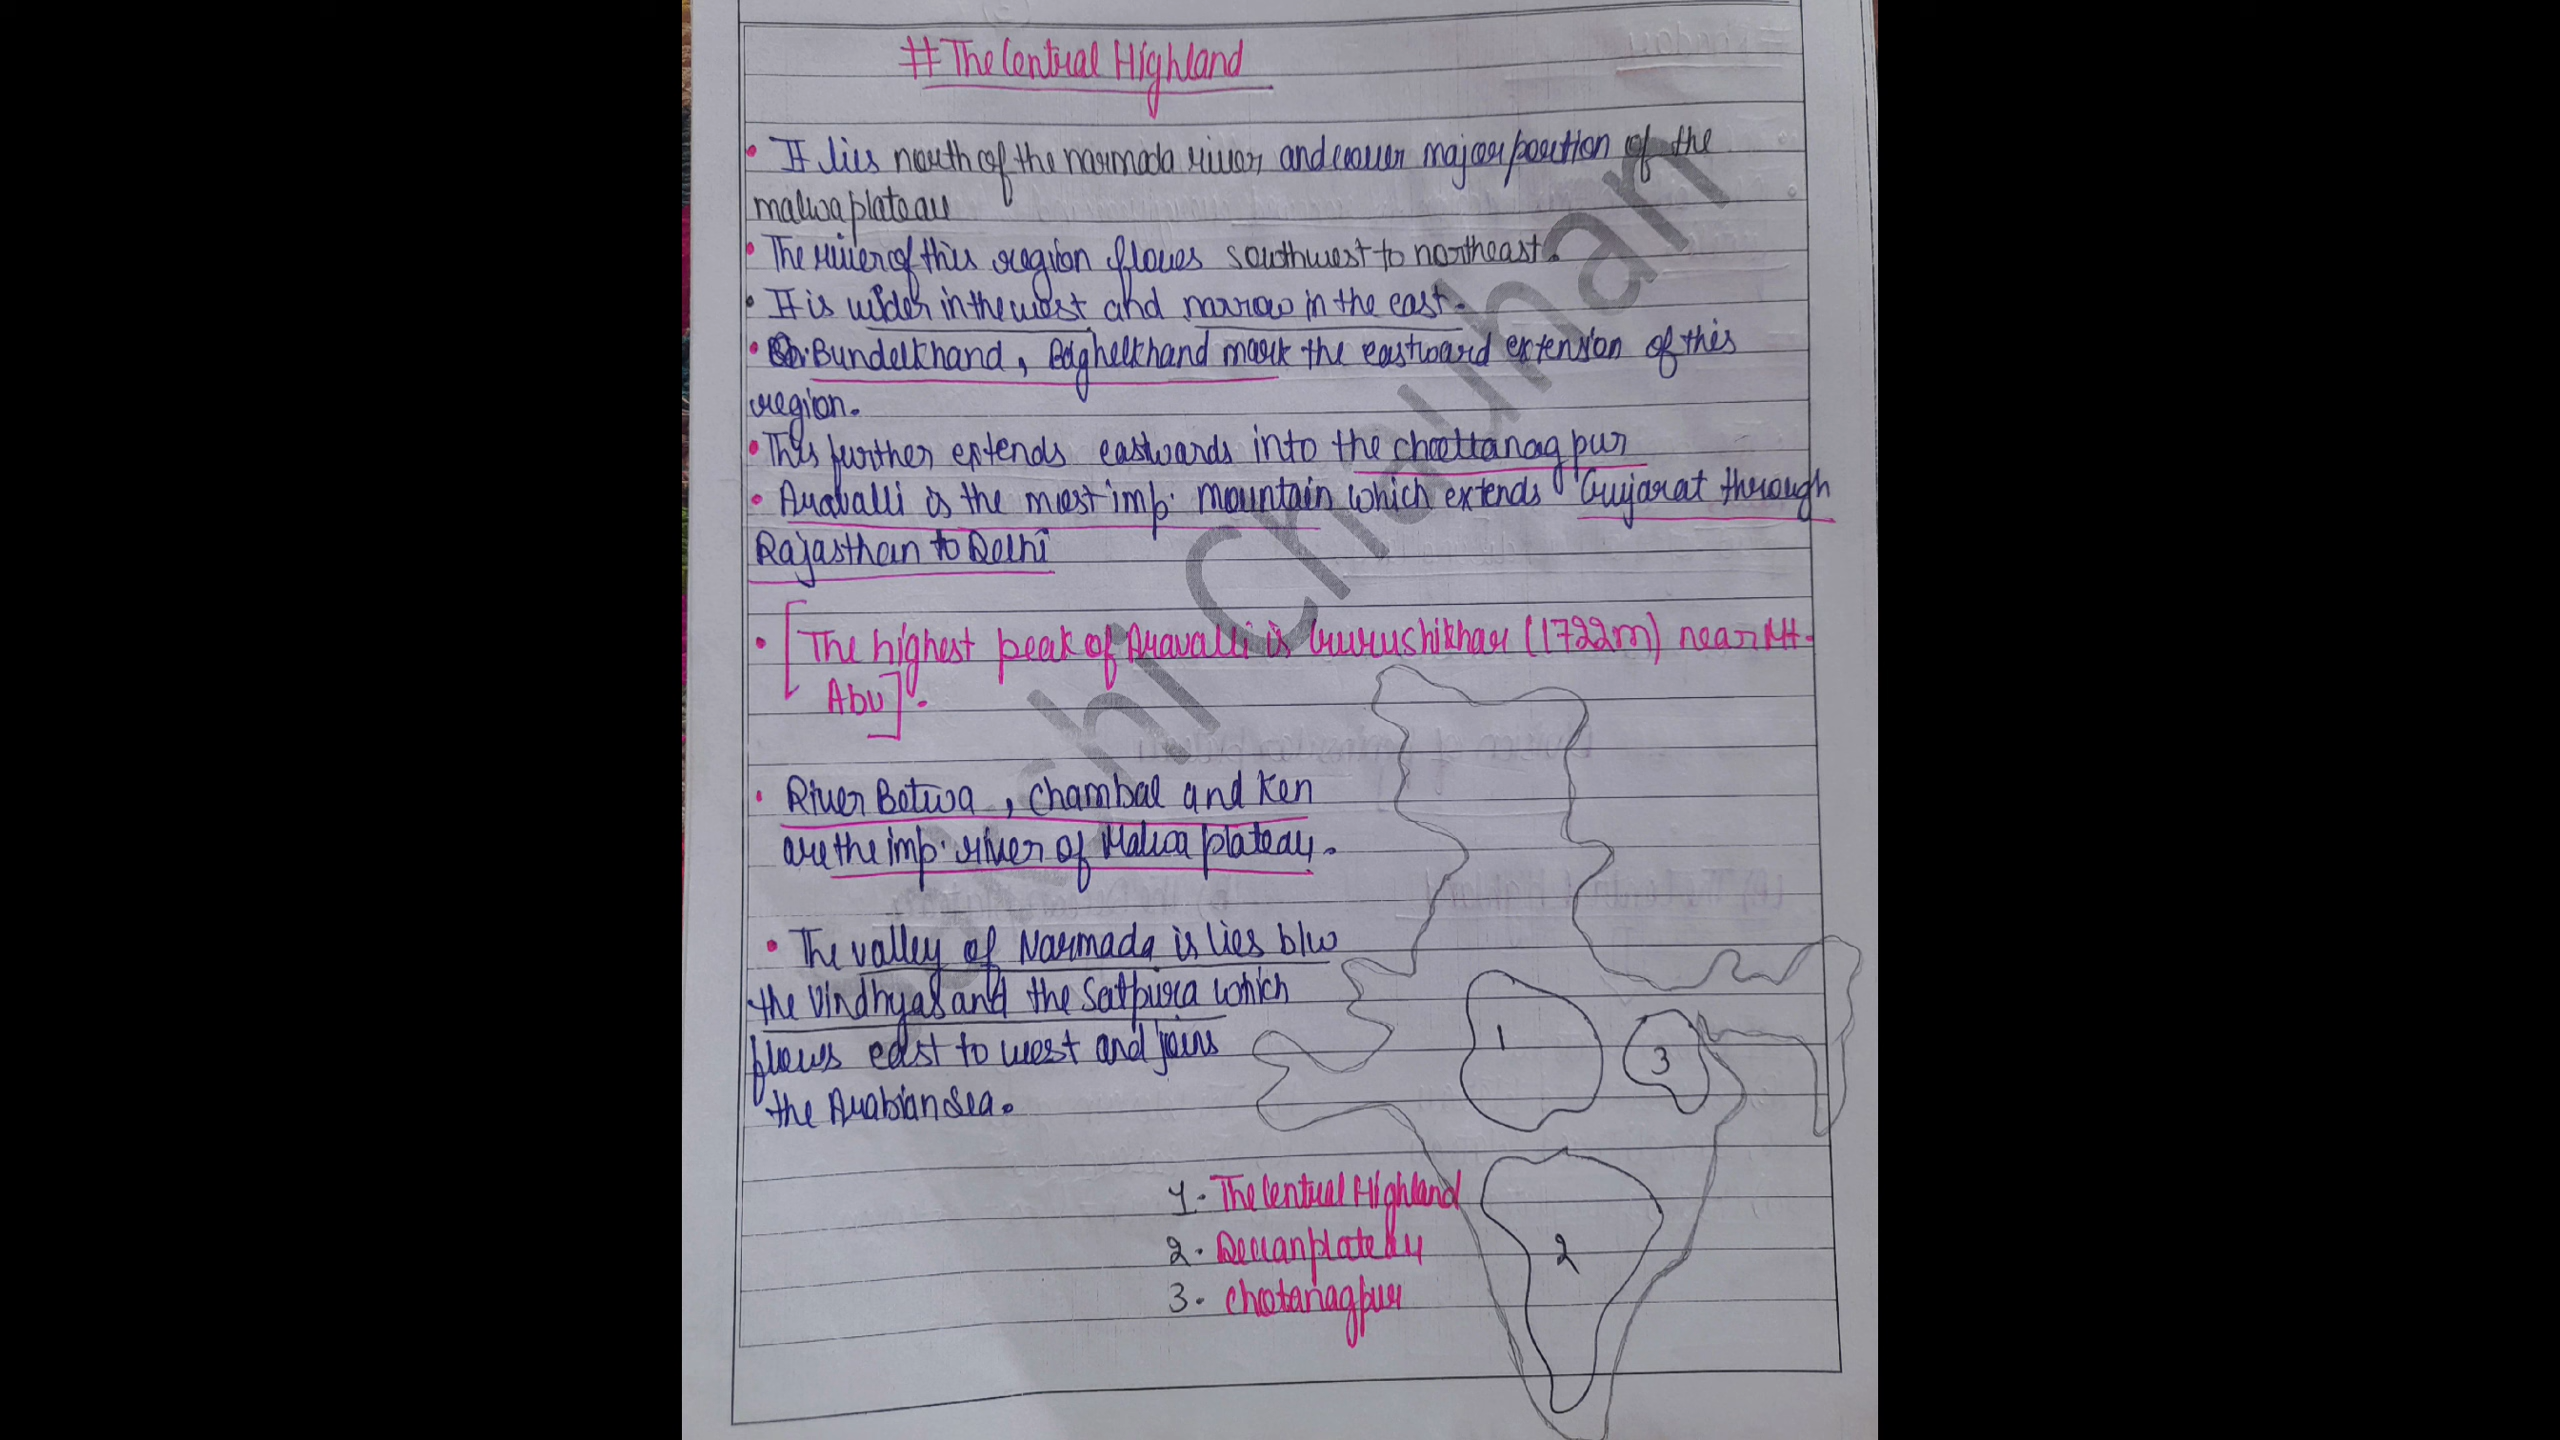 #The Central Highland
• It lies north of the narmada river, and cover major portion of the
malwa plateau
• The river of this region flows southwest to northeast.
• It is wider in the west and narrow in the east.
• Bundelkhand, Baghelkhand mark the eastward extension of this
region.
• This further extends eastwards into the choottanagpur
• Aravalli is the most imp. mountain which extends Gujarat through
Rajasthan to Delhi
• [The highest peak of Aravalli is Gurushikhar (1722m) near Mt.
Abu].
• River Betwa, Chambal and Ken
are the imp. river of Malwa plateau.
• The valley of Narmada is lies b/w
the Vindhyas and the Satpura which
flows east to west and joins
the Arabian Sea.
1
3
1. The Central Highland
2. Deccan plateau
2
3. Chotanagpur
shi Chauhan